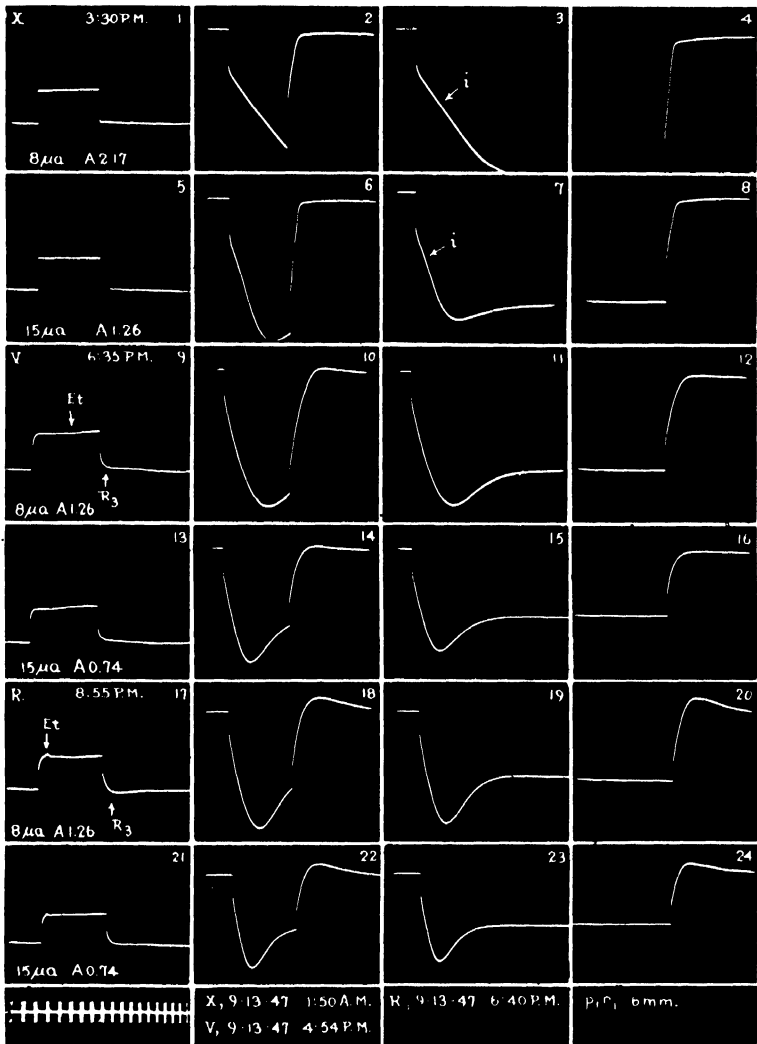 X 3:30 P.M. 1
2
3
4
i
8μa A 2.17
5
6
7
8
i
15μa A 1.26
V 6:35 P.M. 9
10
11
12
Et
R3
8μa A 1.26
13
14
15
16
15μa A 0.74
R. 8.55 P.M. 17
18
19
20
Et
R3
8μa A 1.26
21
22
23
24
15μa A 0.74
X, 9·13·47 1:50 A.M.
V, 9·13·47 4:54 P.M.
R, 9·13·47 6:40 P.M.
6mm.